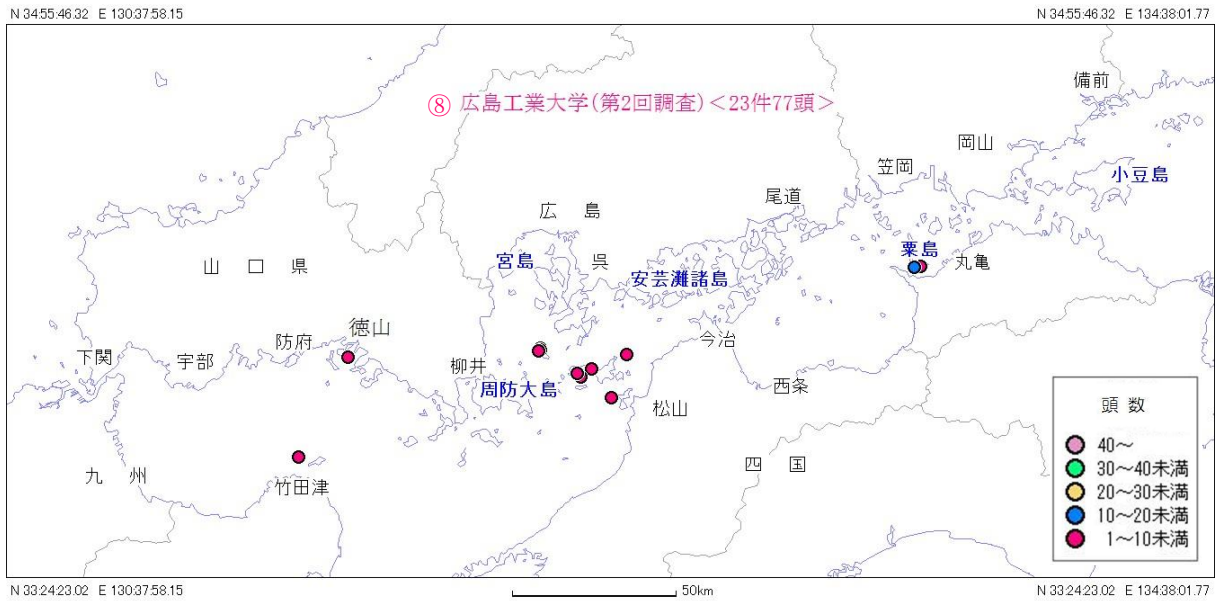 N 34:55:46.32 E 130:37:58.15
N 34:55:46.32 E 134:38:01.77
⑧ 広島工業大学(第2回調査)<23件77頭>
備前
岡山
笠岡
小豆島
尾道
広 島
粟島
丸亀
宮島
呉
安芸灘諸島
山 口 県
徳山
防府
今治
下関
宇部
柳井
周防大島
西条
松山
四 国
九 州
竹田津
頭 数
40～
30～40未満
20～30未満
10～20未満
1～10未満
N 33:24:23.02 E 130:37:58.15
50km
N 33:24:23.02 E 134:38:01.77